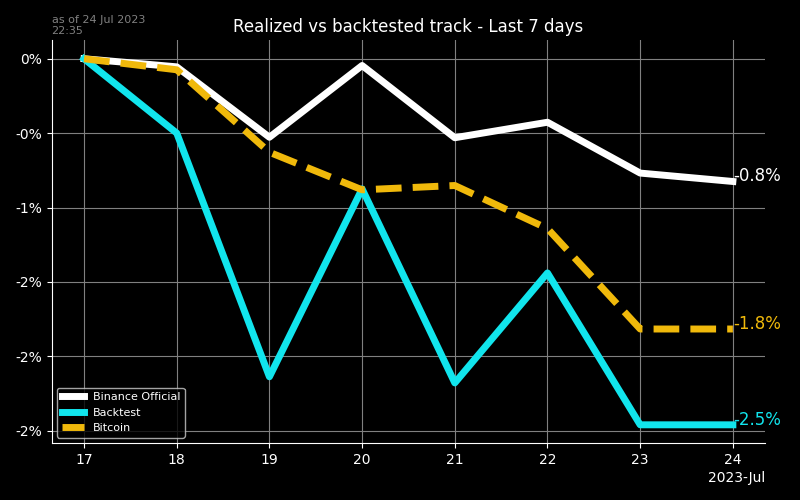 as of 24 Jul 2023
22:35
Realized vs backtested track - Last 7 days
0%
-0%
-1%
-2%
-2%
-2%
-0.8%
-1.8%
-2.5%
Binance Official
Backtest
Bitcoin
17 18 19 20 21 22 23 24
2023-Jul